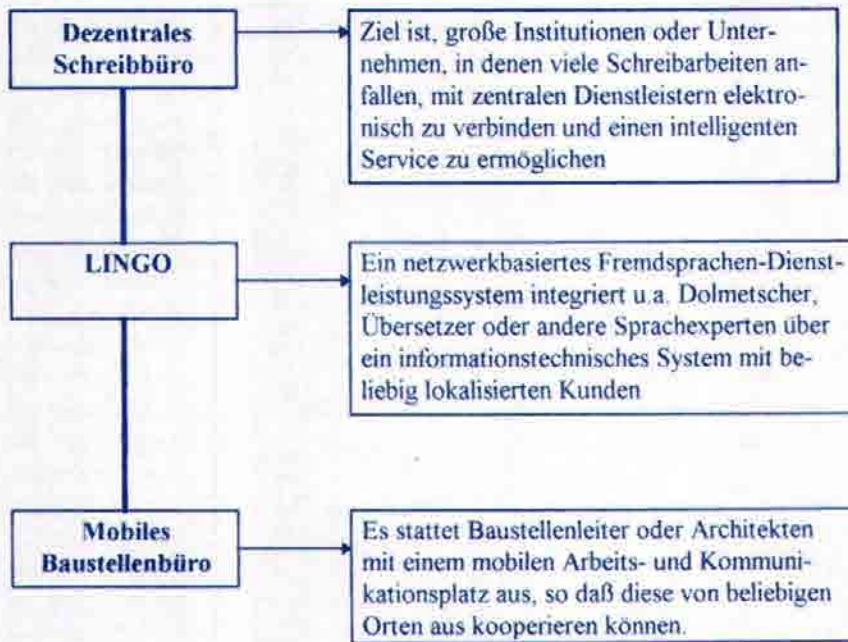 Dezentrales
Schreibbüro
Ziel ist, große Institutionen oder Unter-
nehmen, in denen viele Schreibarbeiten an-
fallen, mit zentralen Dienstleistern elektro-
nisch zu verbinden und einen intelligenten
Service zu ermöglichen
LINGO
Ein netzwerkbasiertes Fremdsprachen-Dienst-
leistungssystem integriert u.a. Dolmetscher,
Übersetzer oder andere Sprachexperten über
ein informationstechnisches System mit be-
liebig lokalisierten Kunden
Mobiles
Baustellenbüro
Es stattet Baustellenleiter oder Architekten
mit einem mobilen Arbeits- und Kommuni-
kationsplatz aus, so daß diese von beliebigen
Orten aus kooperieren können.